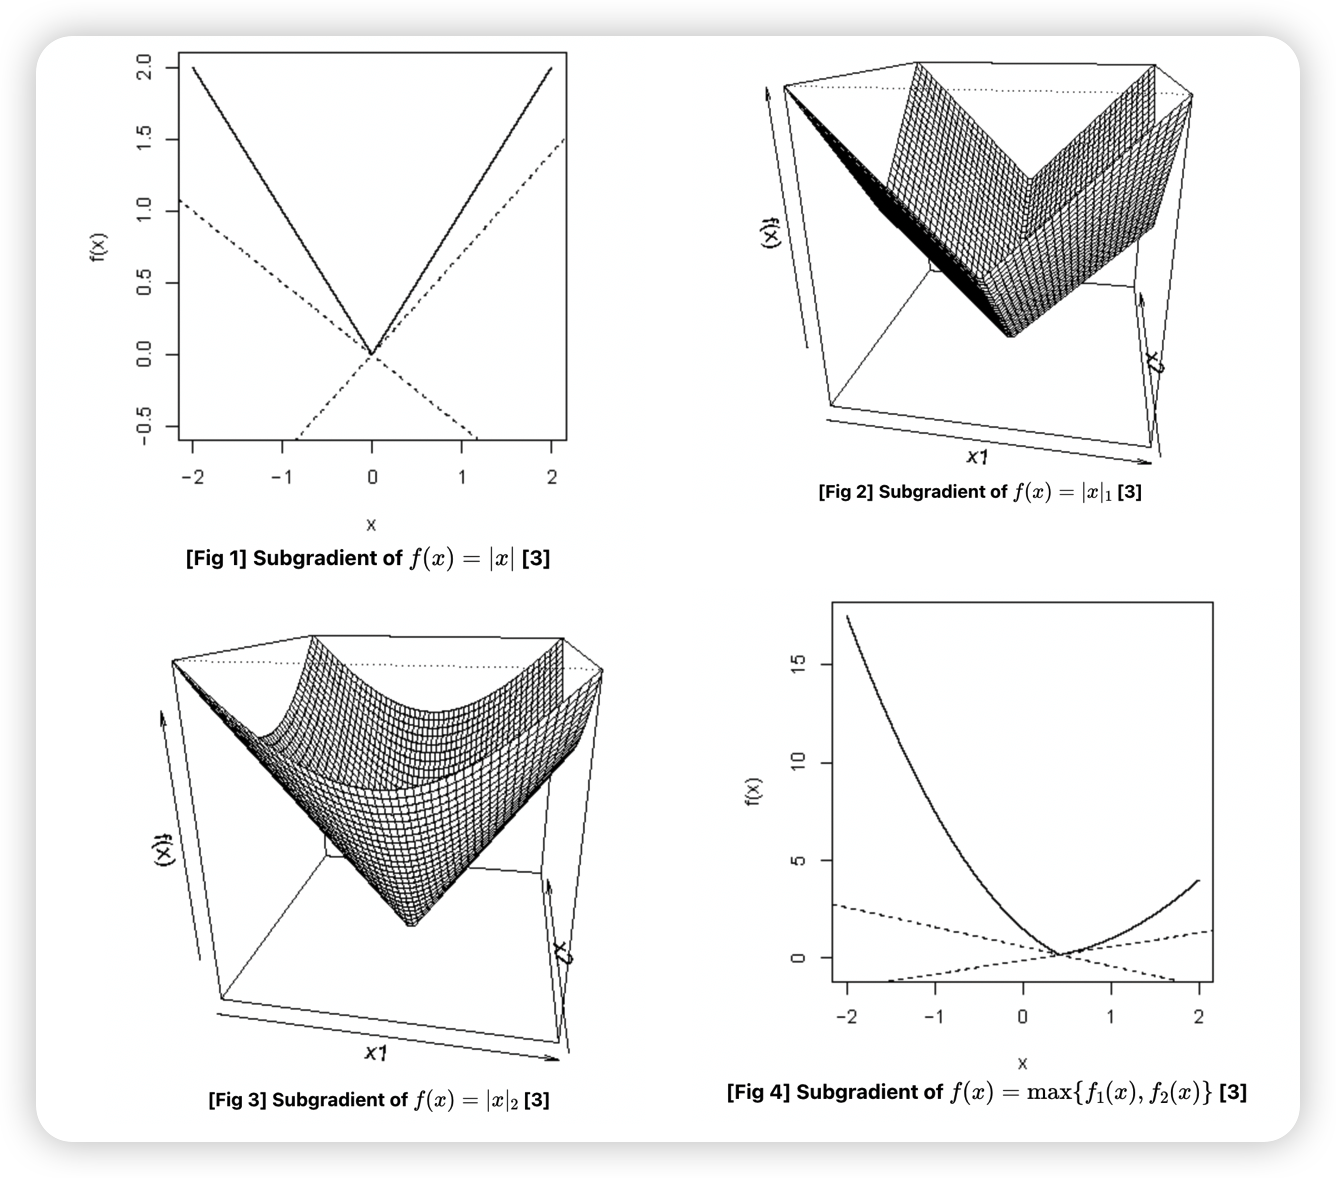 2.0
1.5
1.0
0.5
0.0
−0.5
f(x)
−2 −1 0 1 2
x
[Fig 1] Subgradient of f(x) = |x| [3]
f(x)
x2
x1
[Fig 2] Subgradient of f(x) = |x|₁ [3]
f(x)
x2
x1
[Fig 3] Subgradient of f(x) = |x|₂ [3]
15
10
5
0
f(x)
−2 −1 0 1 2
x
[Fig 4] Subgradient of f(x) = max{f₁(x), f₂(x)} [3]